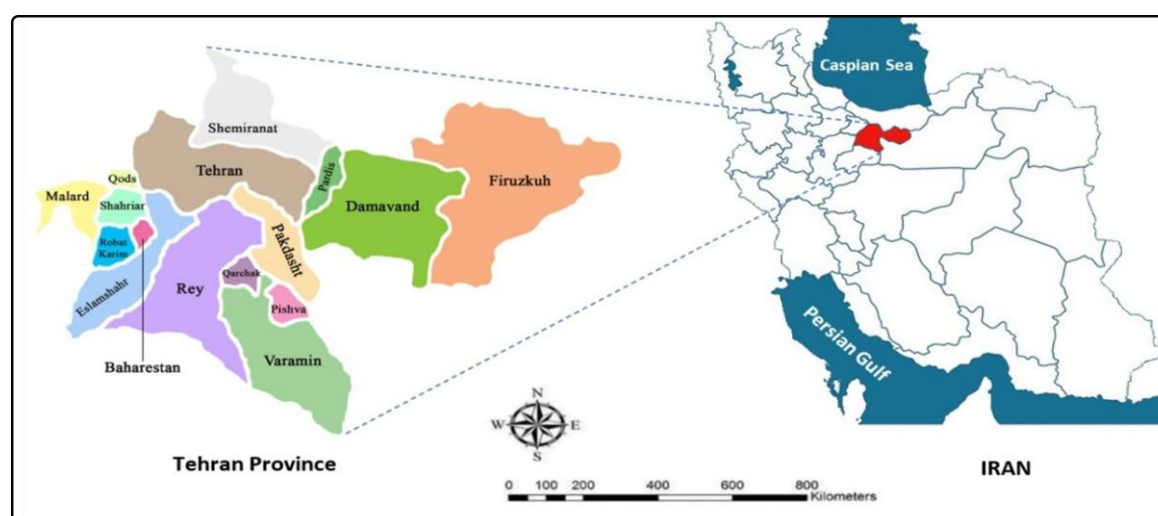 Shemiranat
Tehran
Pardis
Firuzkuh
Qods
Malard
Shahriar
Damavand
Robat
Karim
Pakdasht
Eslamshahr
Rey
Qarchak
Pishva
Varamin
Baharestan
Tehran Province
Caspian Sea
Persian Gulf
IRAN
N
W
E
S
0 100 200 400 600 800
Kilometers